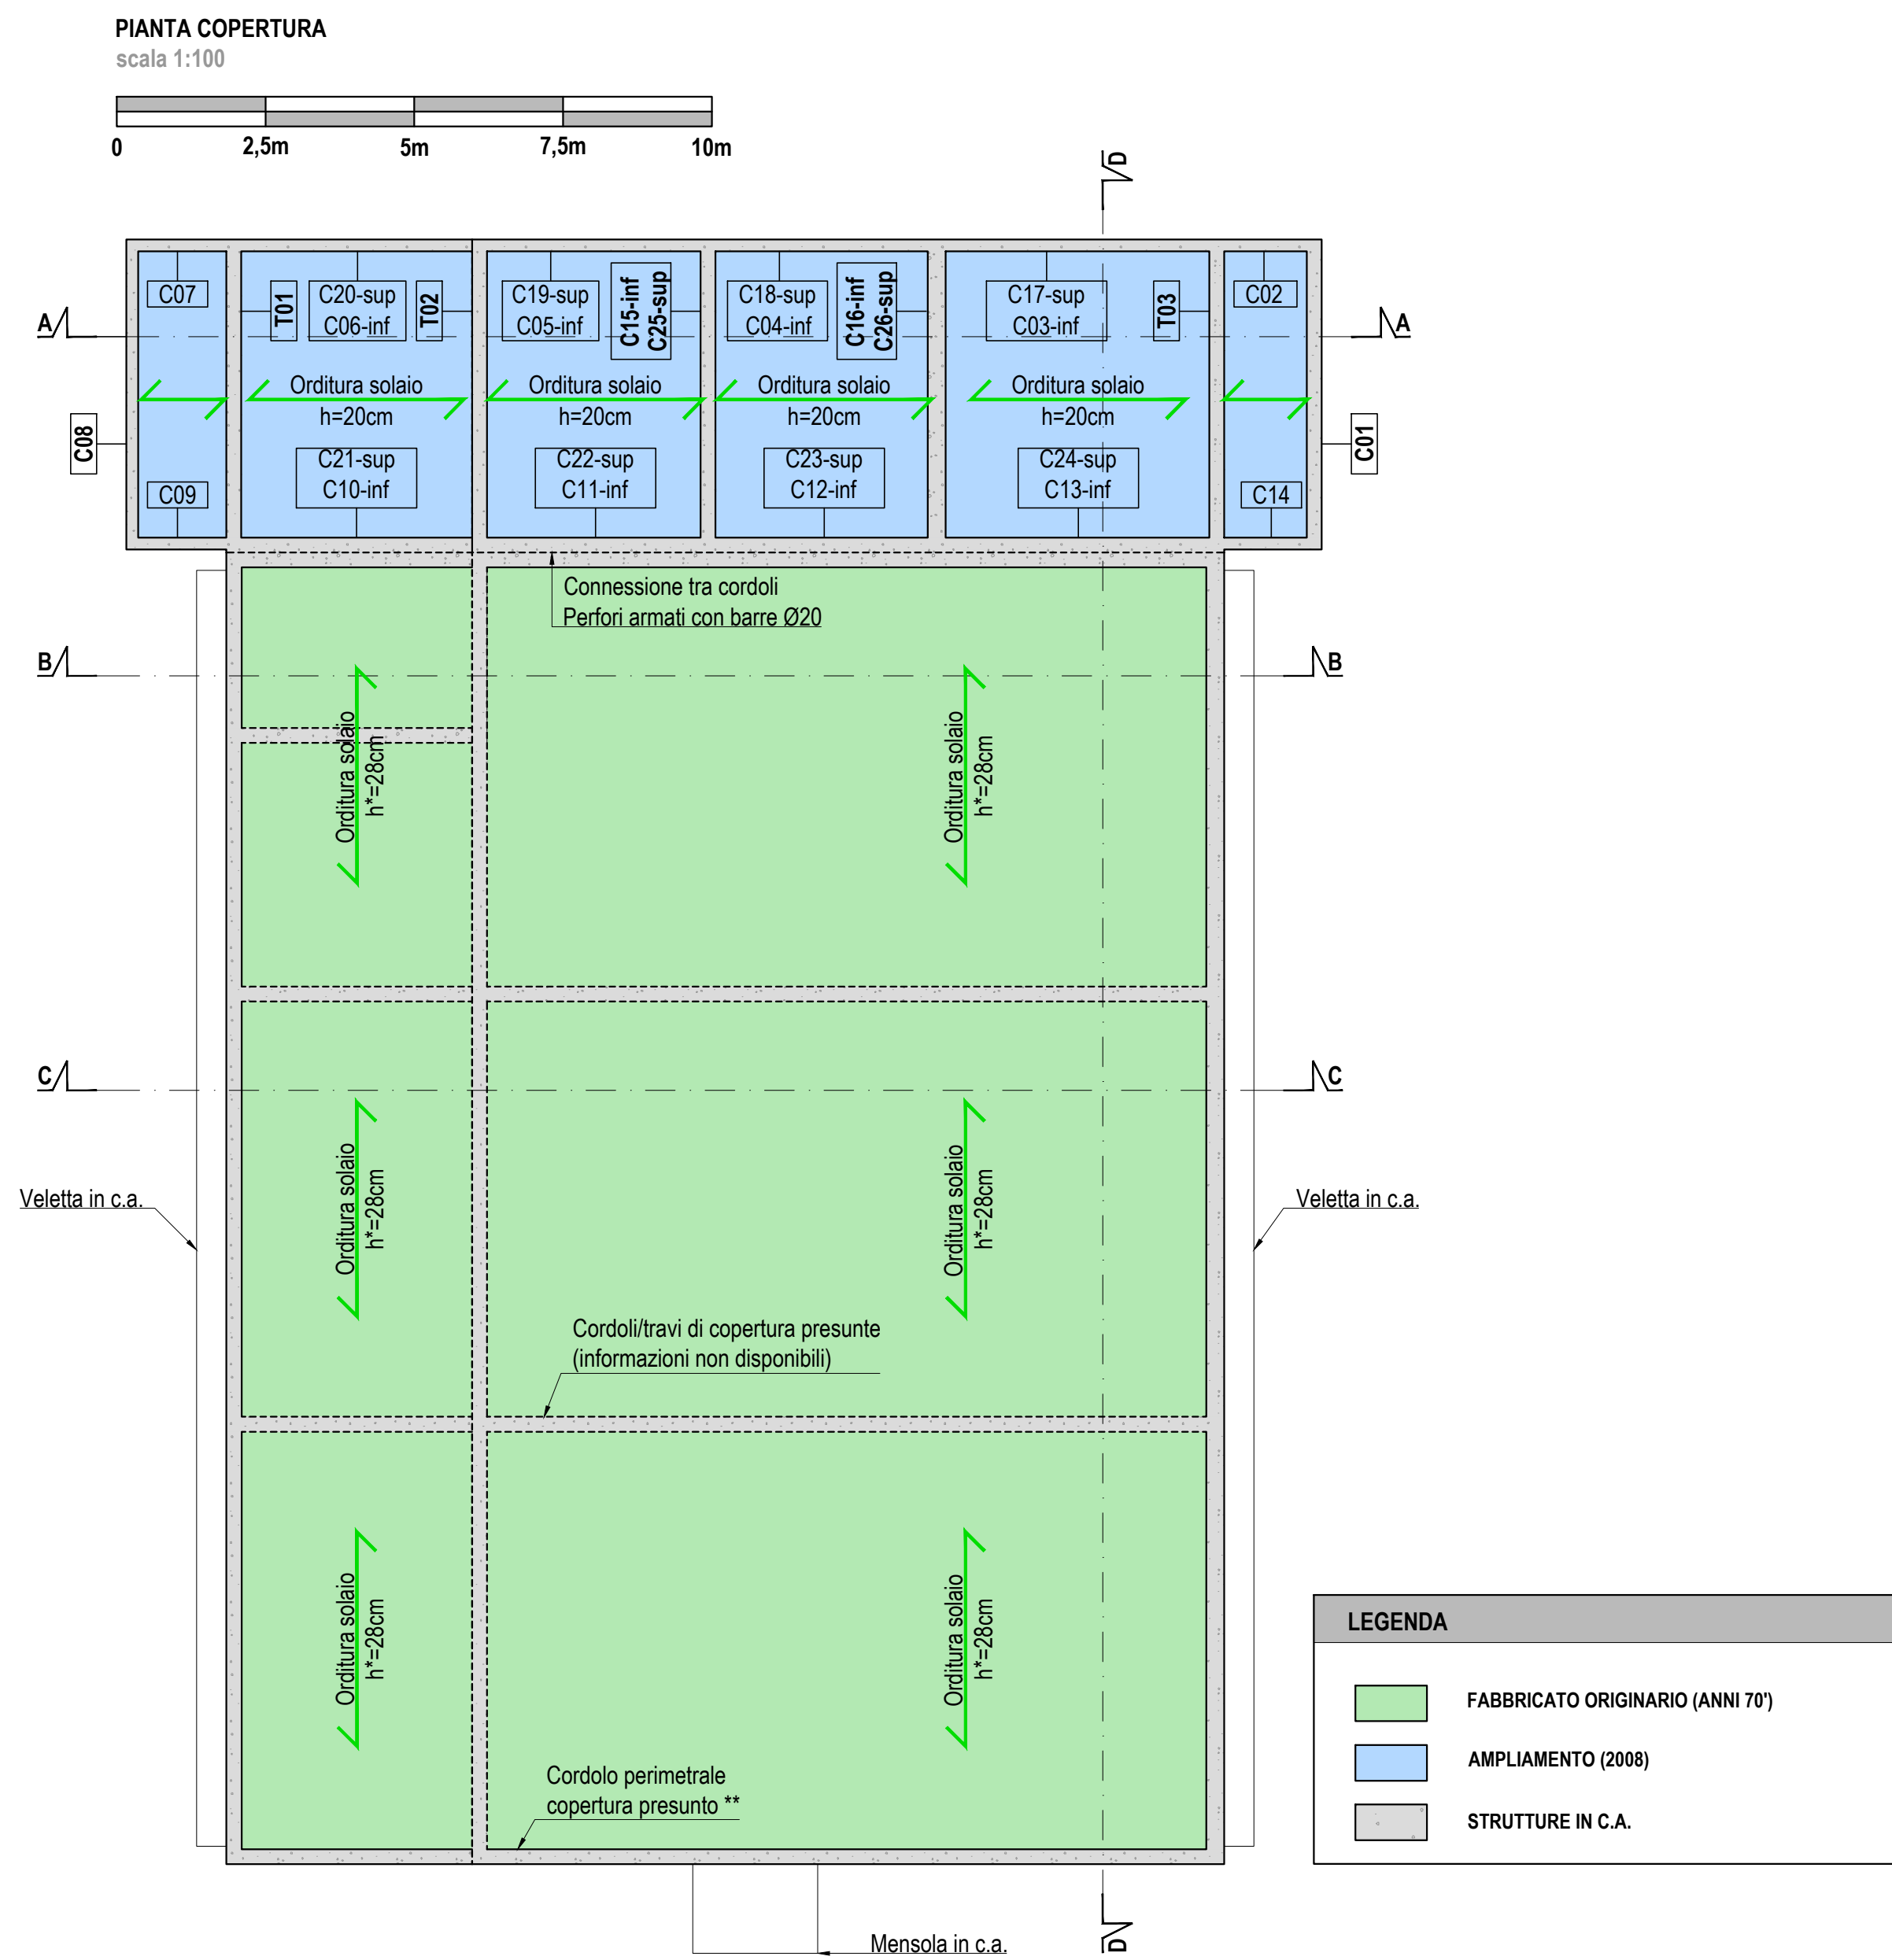 PIANTA COPERTURA
scala 1:100
0
2,5m
5m
7,5m
10m
D
C07
T01
C20-sup
C06-inf
T02
C19-sup
C05-inf
C15-inf
C25-sup
C18-sup
C04-inf
C16-inf
C26-sup
C17-sup
C03-inf
T03
C02
A
A
Orditura solaio
h=20cm
Orditura solaio
h=20cm
Orditura solaio
h=20cm
Orditura solaio
h=20cm
C08
C01
C09
C21-sup
C10-inf
C22-sup
C11-inf
C23-sup
C12-inf
C24-sup
C13-inf
C14
Connessione tra cordoli
Perfori armati con barre Ø20
B
B
Orditura solaio
h*=28cm
Orditura solaio
h*=28cm
C
C
Orditura solaio
h*=28cm
Orditura solaio
h*=28cm
Veletta in c.a.
Veletta in c.a.
Cordoli/travi di copertura presunte
(informazioni non disponibili)
Orditura solaio
h*=28cm
Orditura solaio
h*=28cm
Cordolo perimetrale
copertura presunto **
Mensola in c.a.
D
LEGENDA
FABBRICATO ORIGINARIO (ANNI 70')
AMPLIAMENTO (2008)
STRUTTURE IN C.A.